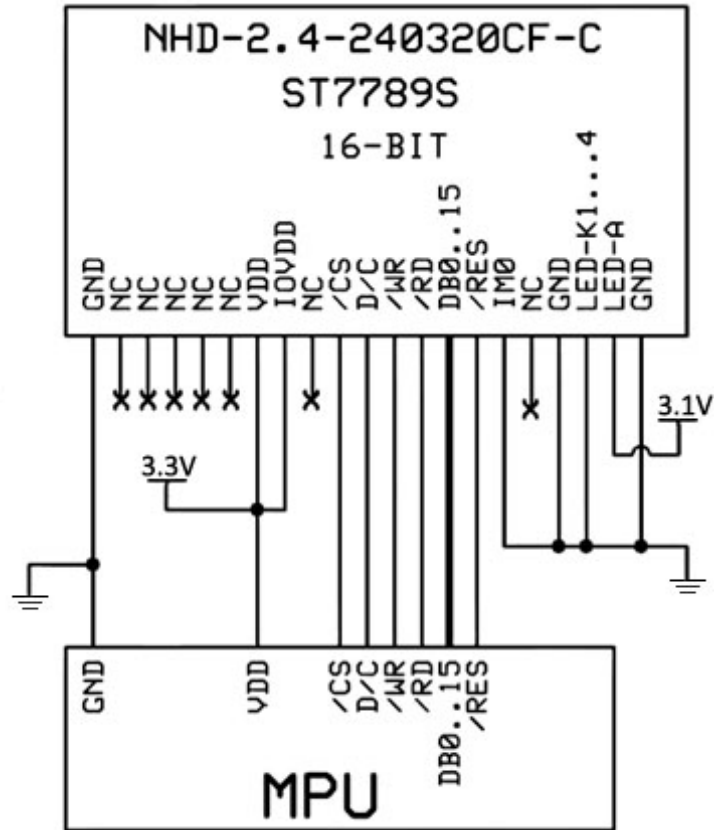 NHD-2.4-240320CF-C
ST7789S
16-BIT
GND
NC
NC
NC
NC
NC
VDD
IOVDD
NC
/CS
D/C
/WR
/RD
DB0..15
/RES
IM0
NC
GND
LED-K1...4
LED-A
GND
3.1V
3.3V
GND
VDD
/CS
D/C
/WR
/RD
DB0..15
/RES
MPU